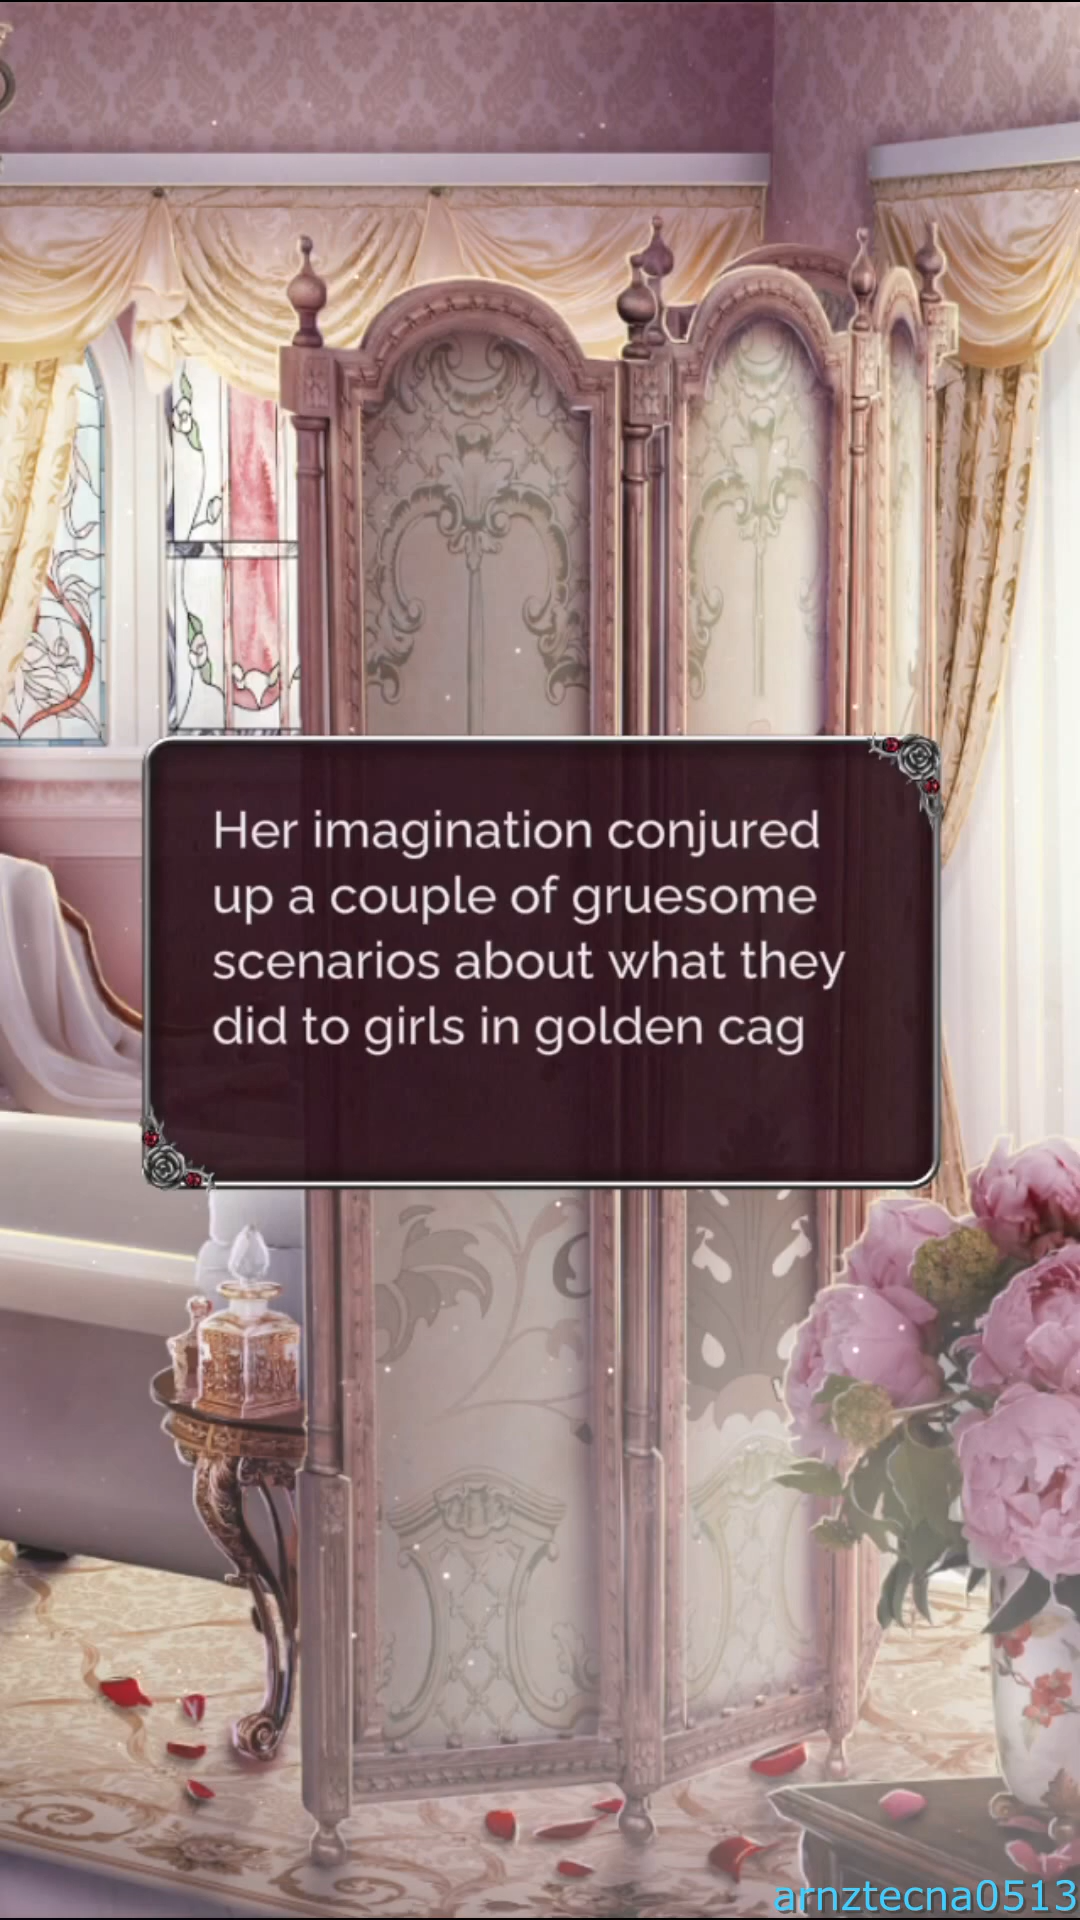 Her imagination conjured
up a couple of gruesome
scenarios about what they
did to girls in golden cag
arnztecna0513